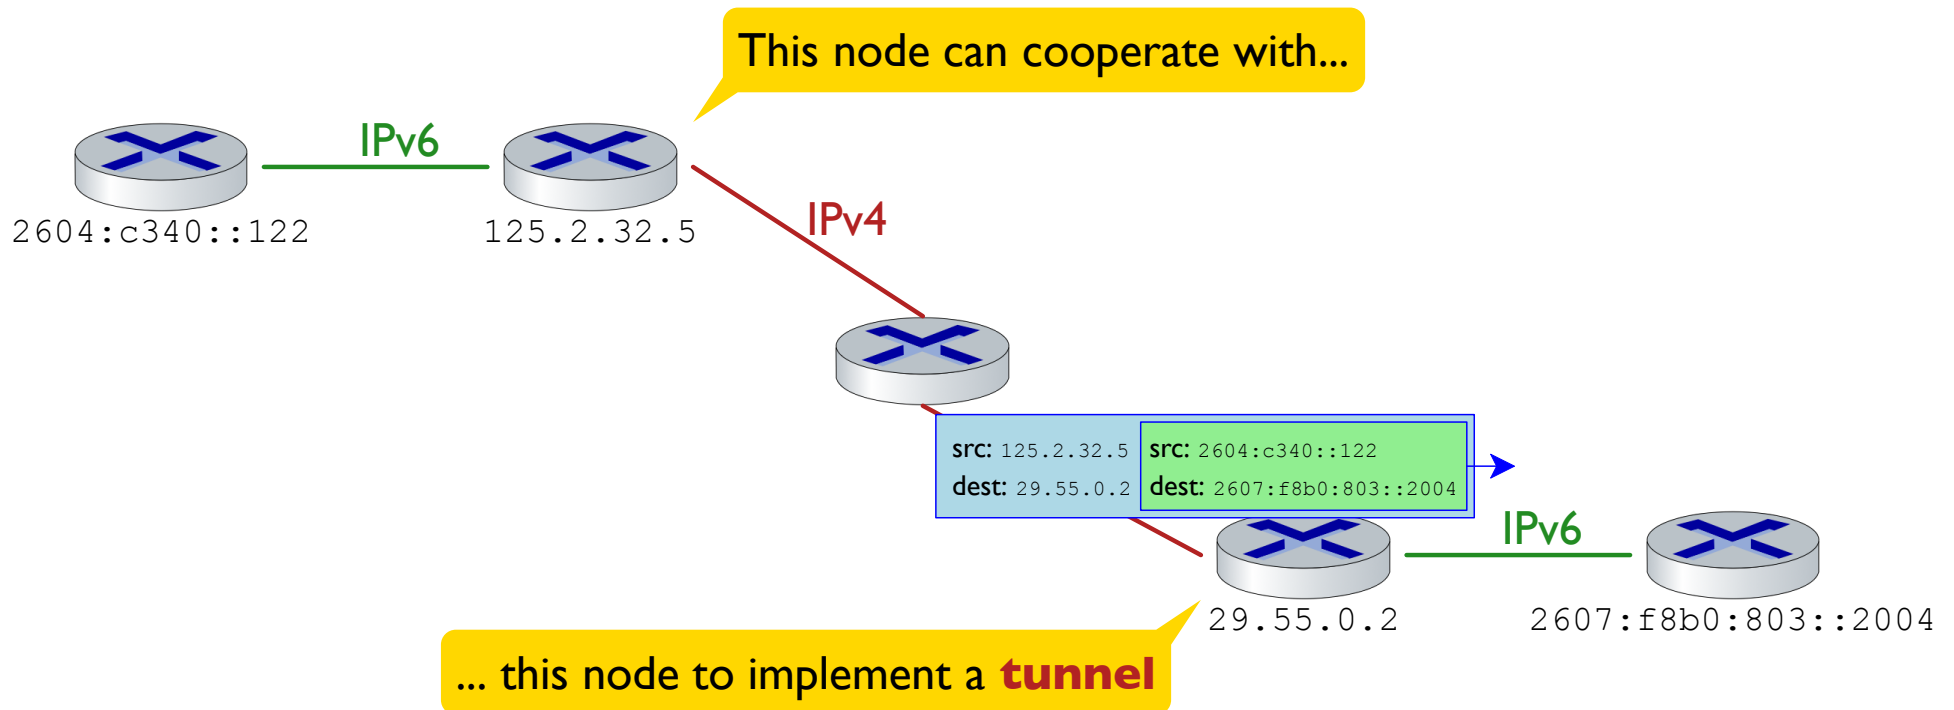 This node can cooperate with...
IPv6
2604:c340::122
125.2.32.5
IPv4
src: 125.2.32.5
dest: 29.55.0.2
src: 2604:c340::122
dest: 2607:f8b0:803::2004
IPv6
29.55.0.2
2607:f8b0:803::2004
... this node to implement a tunnel